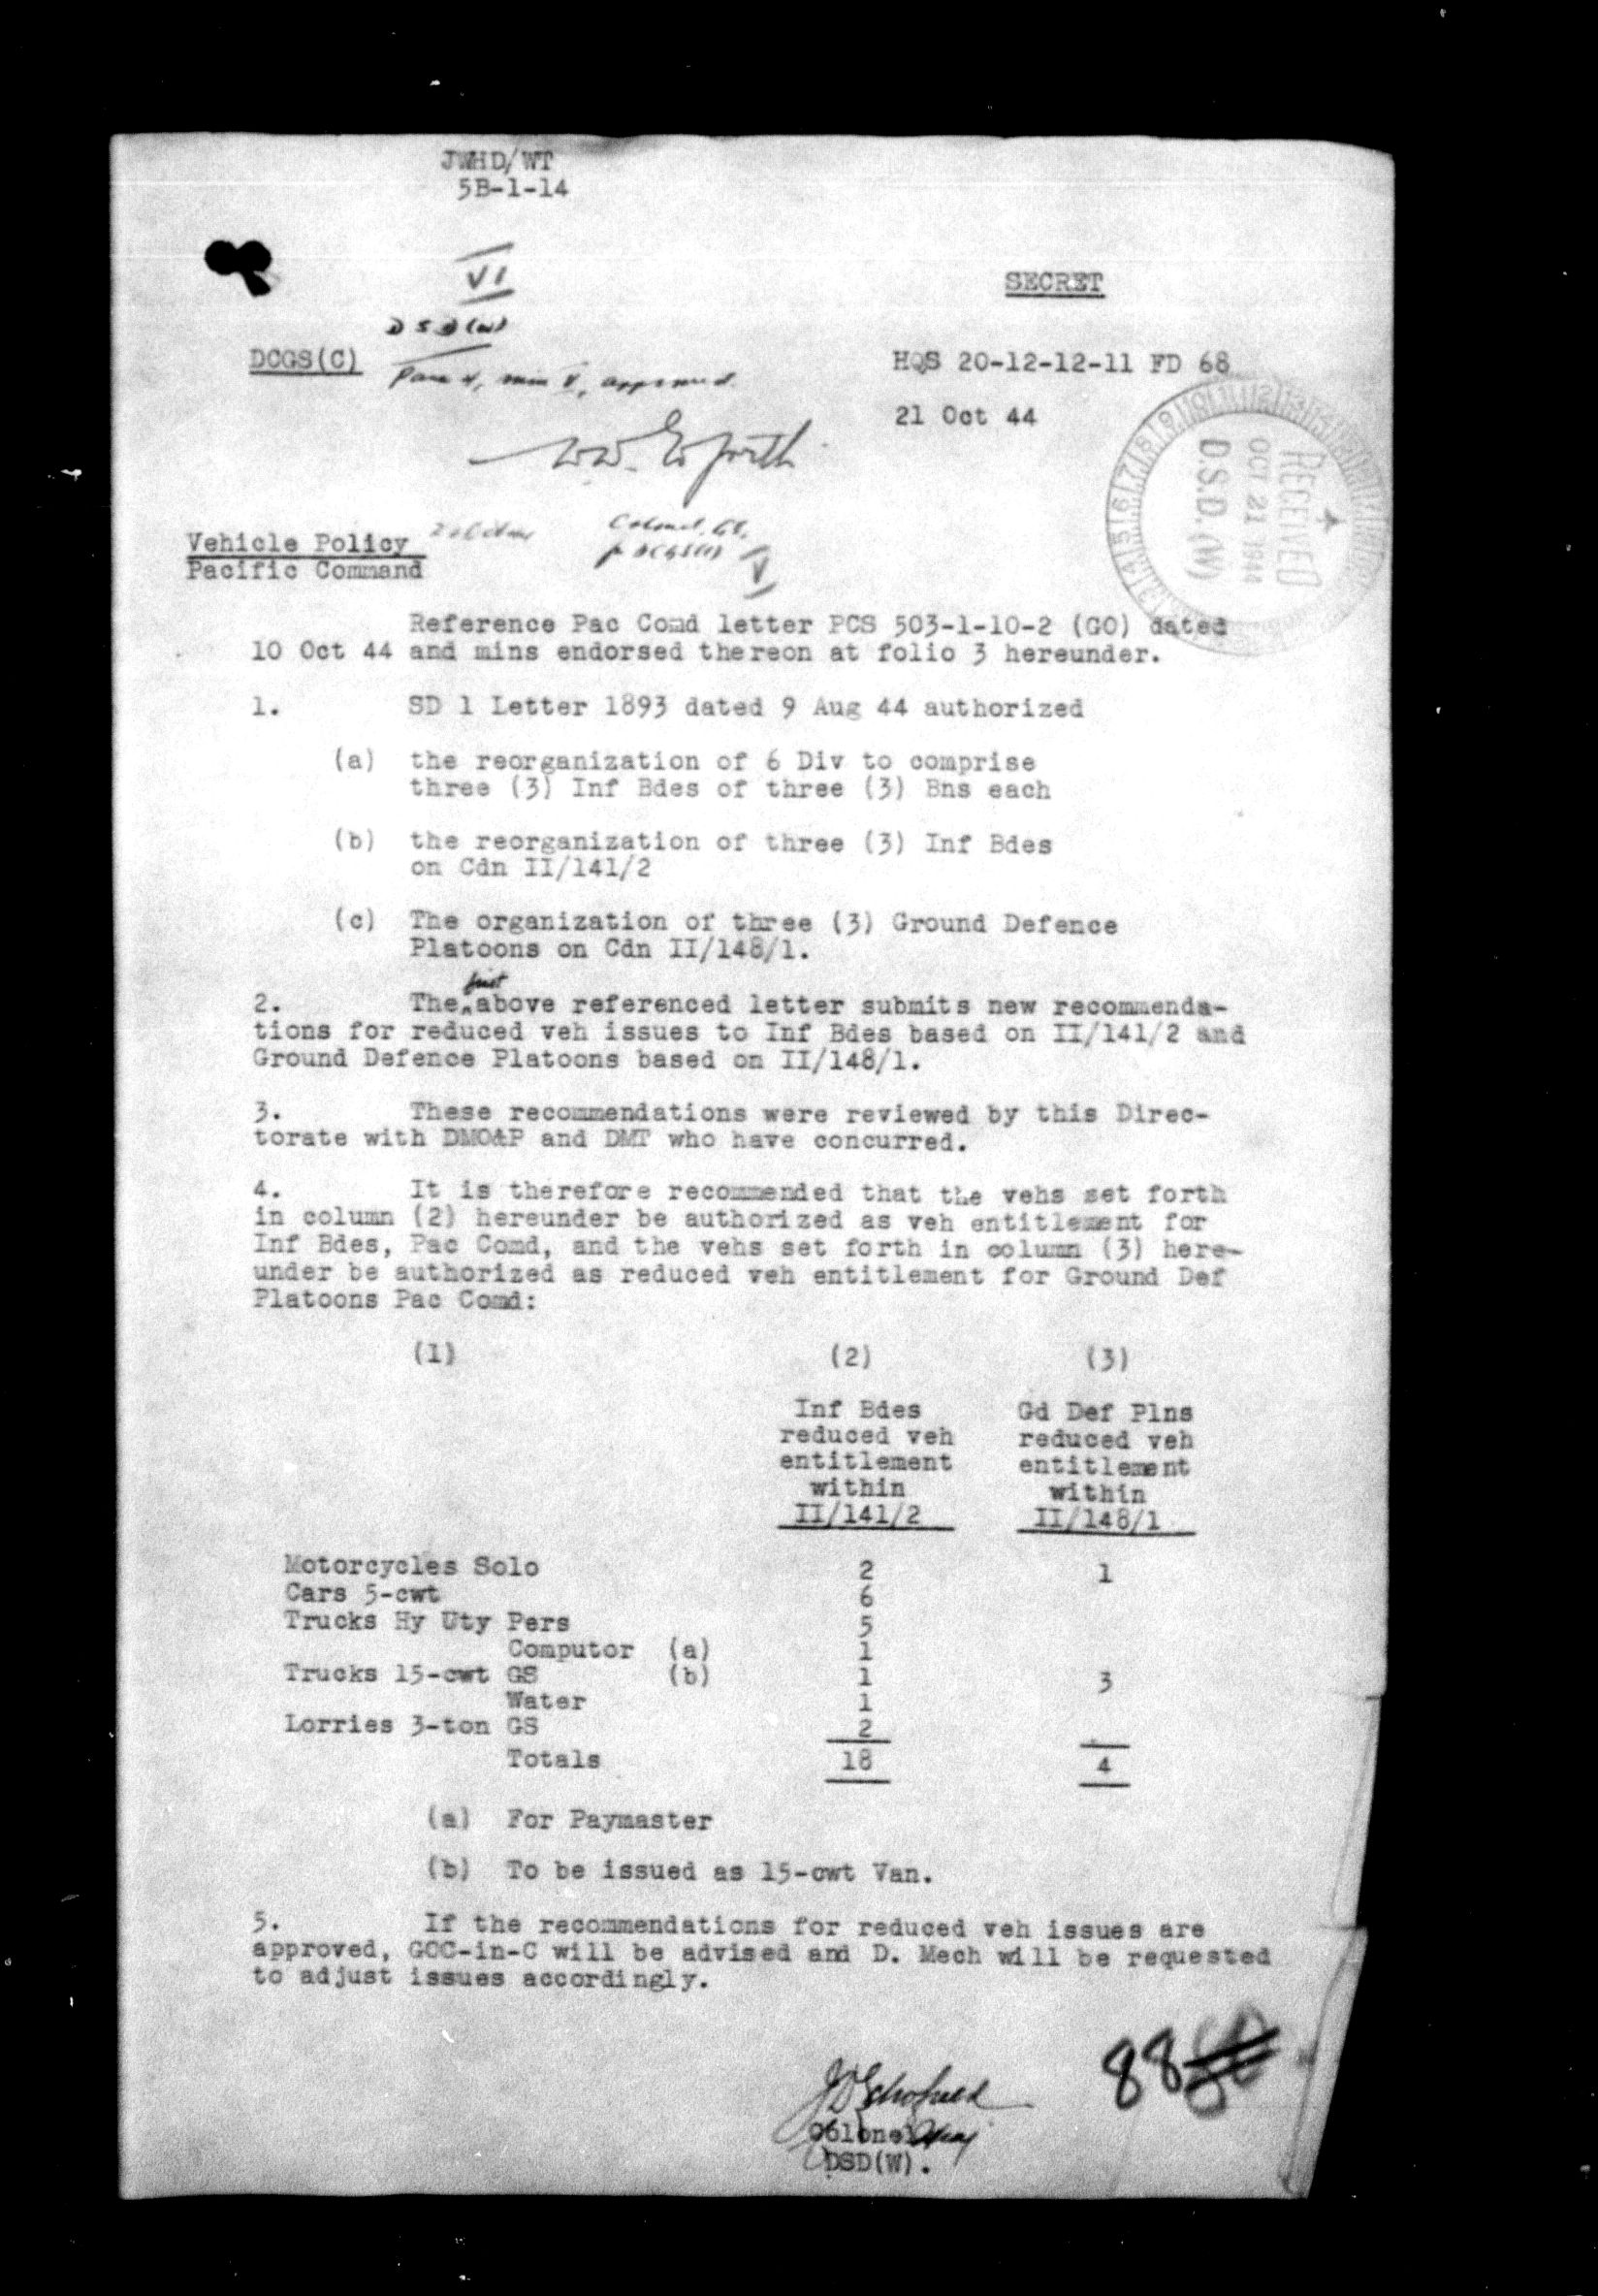 JWHD/WT
5B-1-14
VI
SECRET
DSD(W)
DCGS(C)
Para 4, min V, approved.
HQS 20-12-12-11 FD 68
21 Oct 44
RECEIVED
OCT 21 1944
D.S.D. (W)
Colonel, GS,
DCGS(C)
V
Vehicle Policy
Pacific Command
Reference Pac Comd letter PCS 503-1-10-2 (GO) dated
10 Oct 44 and mins endorsed thereon at folio 3 hereunder.
1. SD 1 Letter 1893 dated 9 Aug 44 authorized
(a) the reorganization of 6 Div to comprise
three (3) Inf Bdes of three (3) Bns each
(b) the reorganization of three (3) Inf Bdes
on Cdn II/141/2
(c) The organization of three (3) Ground Defence
Platoons on Cdn II/148/1.
first
2. The above referenced letter submits new recommenda-
tions for reduced veh issues to Inf Bdes based on II/141/2 and
Ground Defence Platoons based on II/148/1.
3. These recommendations were reviewed by this Direc-
torate with DMO&P and DMT who have concurred.
4. It is therefore recommended that the vehs set forth
in column (2) hereunder be authorized as veh entitlement for
Inf Bdes, Pac Comd, and the vehs set forth in column (3) here-
under be authorized as reduced veh entitlement for Ground Def
Platoons Pac Comd:
(1) (2) (3)
Inf Bdes Gd Def Plns
reduced veh reduced veh
entitlement entitlement
within within
II/141/2 II/148/1
Motorcycles Solo 2 1
Cars 5-cwt 6
Trucks Hy Uty Pers 5
Computor (a) 1
Trucks 15-cwt GS (b) 1 3
Water 1
Lorries 3-ton GS 2
Totals 18 4
(a) For Paymaster
(b) To be issued as 15-cwt Van.
5. If the recommendations for reduced veh issues are
approved, GOC-in-C will be advised and D. Mech will be requested
to adjust issues accordingly.
88
JDSchofield
Colonel
DSD(W).